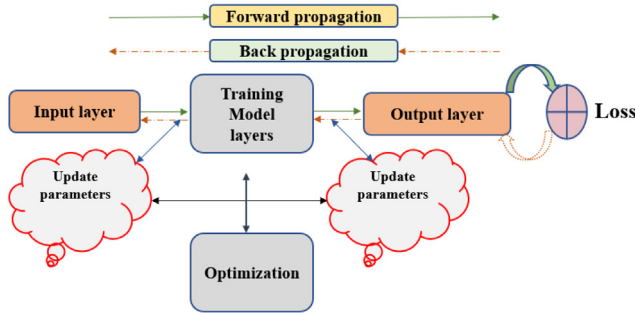 Forward propagation
Back propagation
Input layer
Training
Model
layers
Output layer
Loss
Update
parameters
Update
parameters
Optimization